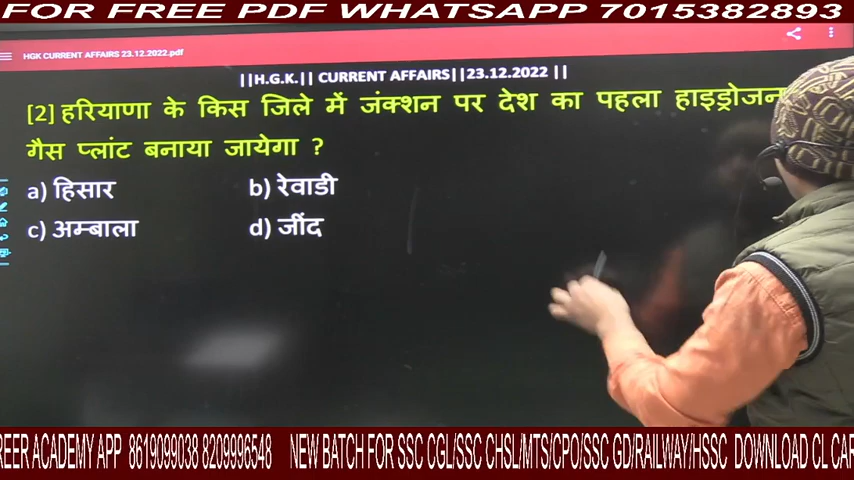 FOR FREE PDF WHATSAPP 7015382893
HGK CURRENT AFFAIRS 23.12.2022.pdf
||H.G.K.|| CURRENT AFFAIRS||23.12.2022 ||
[2] हरियाणा के किस जिले में जंक्शन पर देश का पहला हाइड्रोजन
गैस प्लांट बनाया जायेगा ?
a) हिसार b) रेवाडी
c) अम्बाला d) जींद
REER ACADEMY APP 8619099038 8209996548 NEW BATCH FOR SSC CGL/SSC CHSL/MTS/CPO/SSC GD/RAILWAY/HSSC DOWNLOAD CL CAR